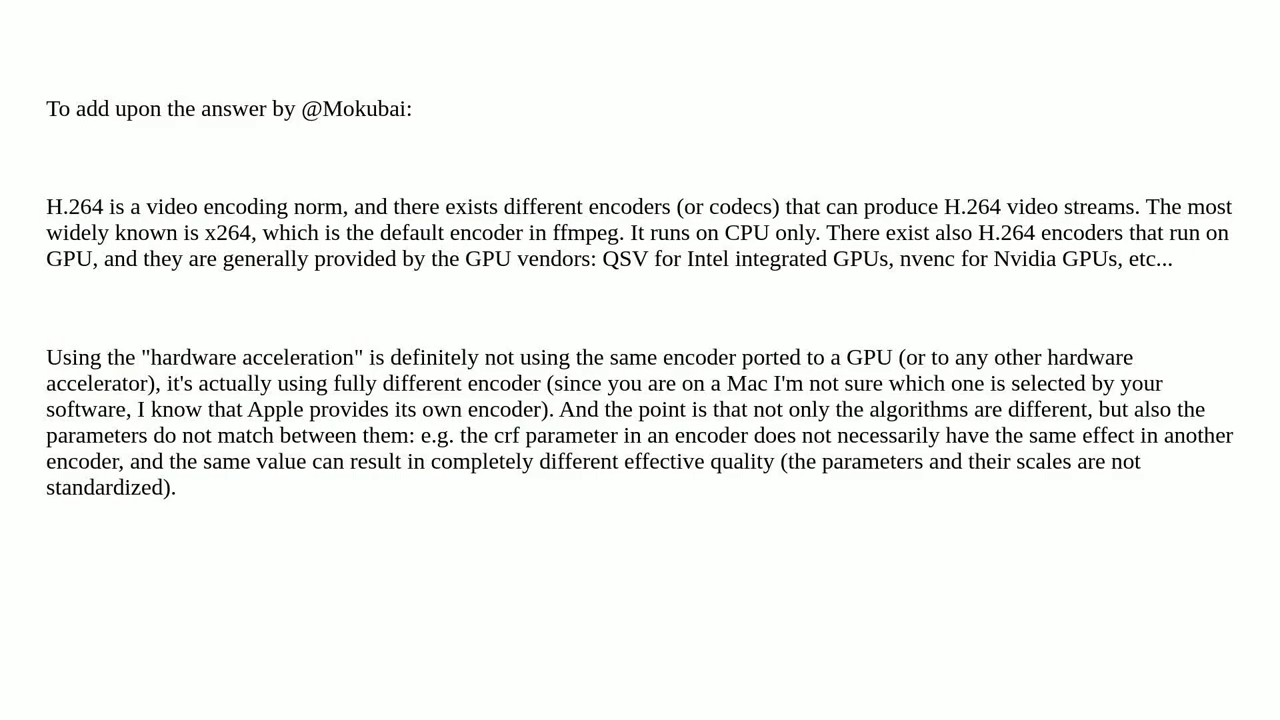 To add upon the answer by @Mokubai:
H.264 is a video encoding norm, and there exists different encoders (or codecs) that can produce H.264 video streams. The most
widely known is x264, which is the default encoder in ffmpeg. It runs on CPU only. There exist also H.264 encoders that run on
GPU, and they are generally provided by the GPU vendors: QSV for Intel integrated GPUs, nvenc for Nvidia GPUs, etc...
Using the "hardware acceleration" is definitely not using the same encoder ported to a GPU (or to any other hardware
accelerator), it's actually using fully different encoder (since you are on a Mac I'm not sure which one is selected by your
software, I know that Apple provides its own encoder). And the point is that not only the algorithms are different, but also the
parameters do not match between them: e.g. the crf parameter in an encoder does not necessarily have the same effect in another
encoder, and the same value can result in completely different effective quality (the parameters and their scales are not
standardized).